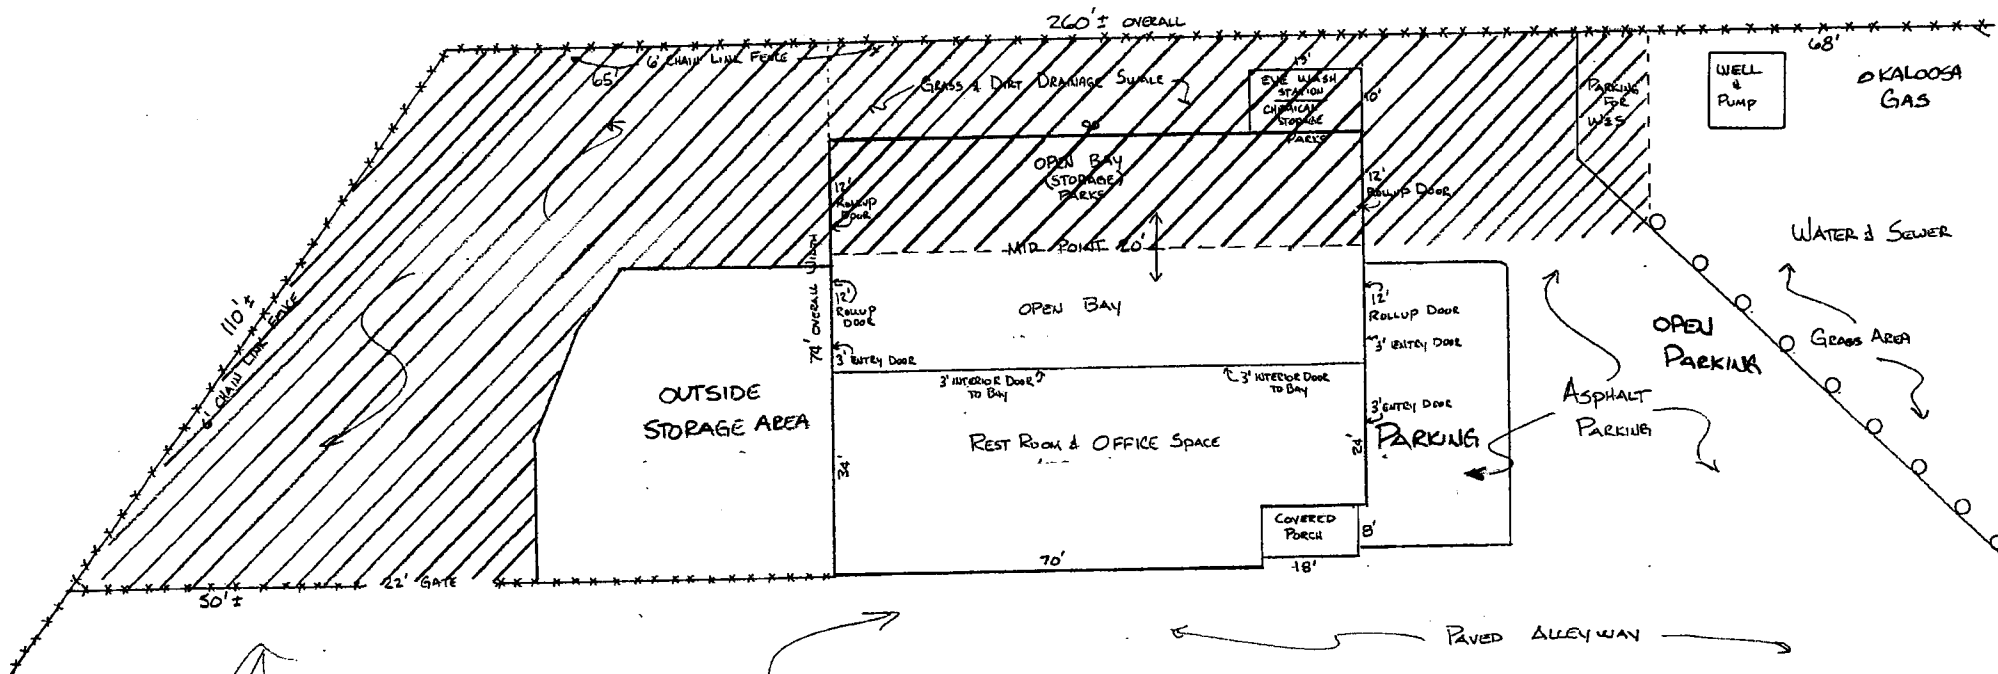 260'± OVERALL
68'
6' CHAIN LINK FENCE
65'
GRASS & DIRT DRAINAGE SWALE
15'
EYE WASH
STATION
CHEMICAL
STORAGE
PARKS
10'
90'
PARKING
FOR
W&S
WELL
&
PUMP
OKALOOSA
GAS
OPEN BAY
(STORAGE)
PARKS
12'
ROLLUP
DOOR
12'
ROLLUP DOOR
MID POINT 20'
WATER & SEWER
110'±
6' CHAIN LINK FENCE
74' OVERALL WIDTH
12'
ROLLUP
DOOR
3' ENTRY DOOR
OPEN BAY
12'
ROLLUP DOOR
3' ENTRY DOOR
OPEN
PARKING
GRASS AREA
OUTSIDE
STORAGE AREA
3' INTERIOR DOOR
TO BAY
3' INTERIOR DOOR
TO BAY
3' ENTRY DOOR
ASPHALT
PARKING
REST ROOM & OFFICE SPACE
PARKING
34'
24'
COVERED
PORCH
8'
18'
70'
50'±
22' GATE
PAVED ALLEYWAY